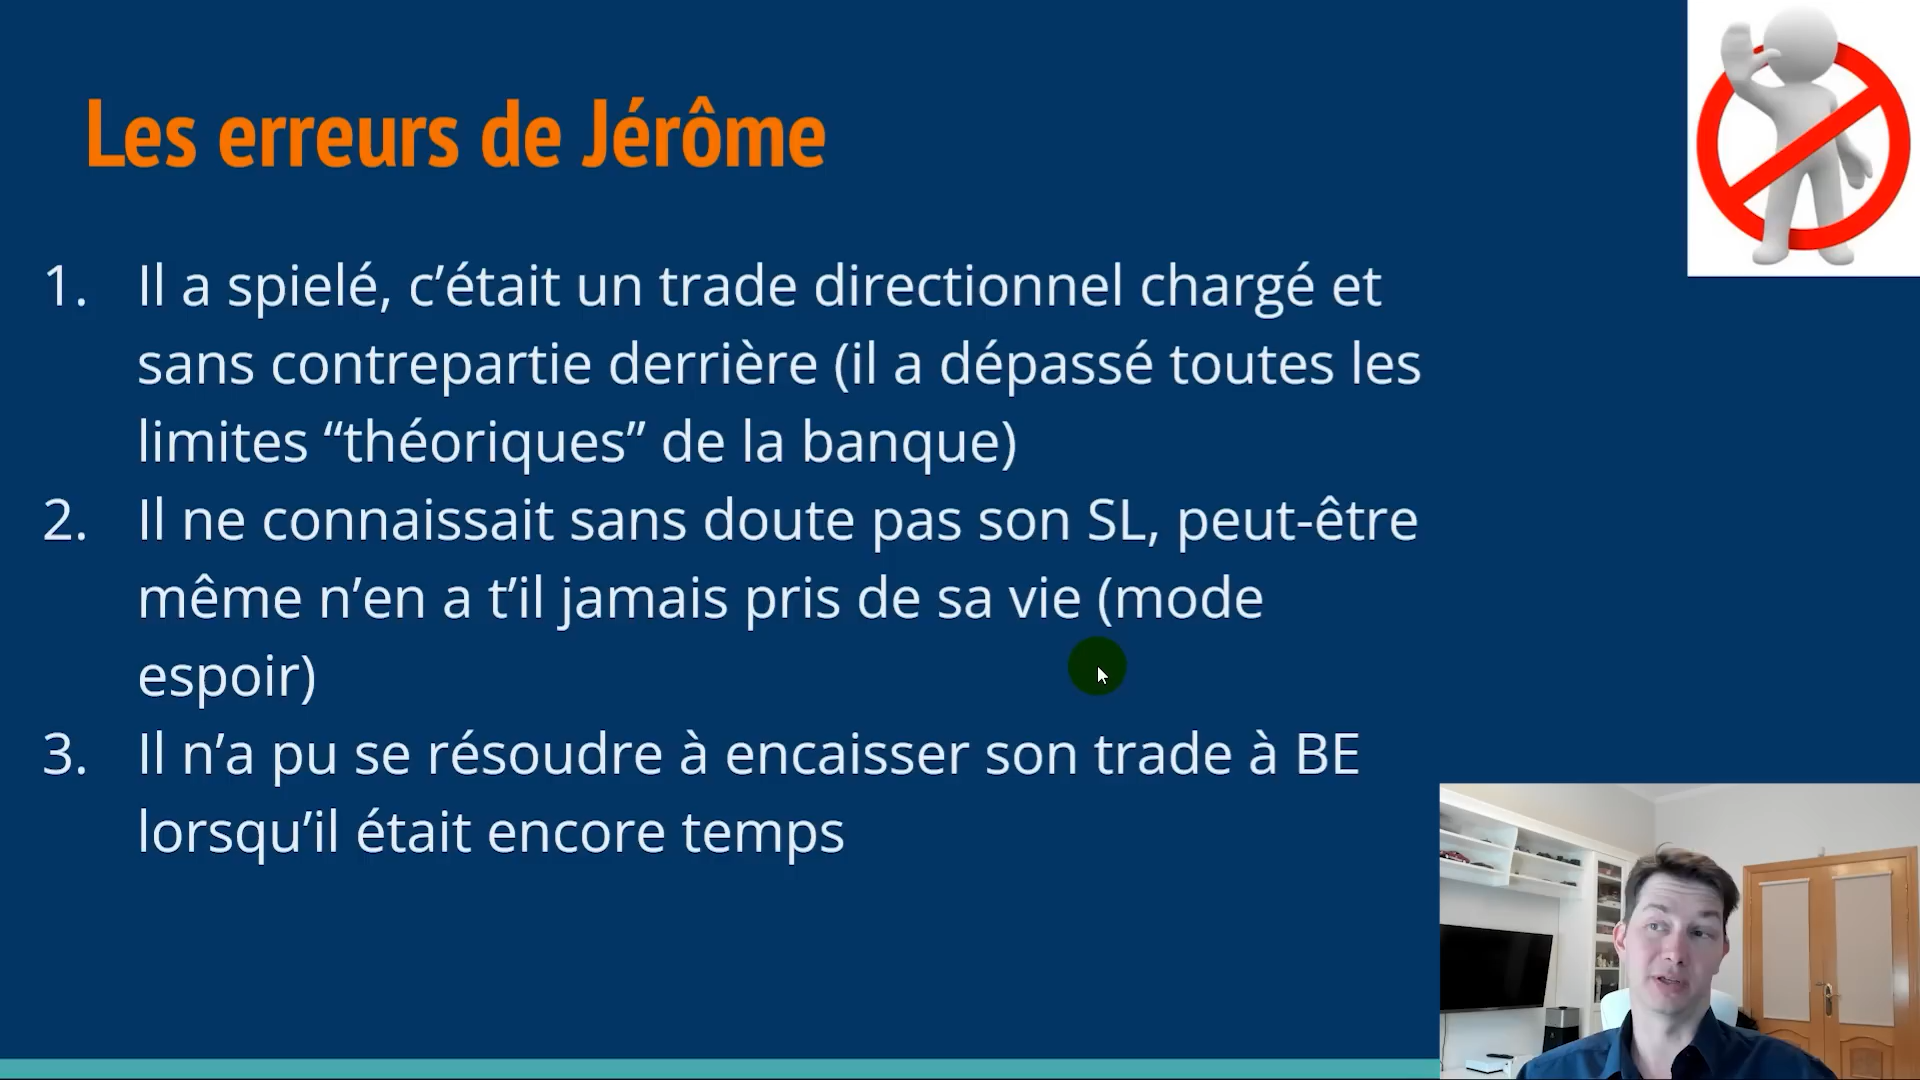 Les erreurs de Jérôme
1. Il a spielé, c’était un trade directionnel chargé et
sans contrepartie derrière (il a dépassé toutes les
limites “théoriques” de la banque)
2. Il ne connaissait sans doute pas son SL, peut-être
même n’en a t’il jamais pris de sa vie (mode
espoir)
3. Il n’a pu se résoudre à encaisser son trade à BE
lorsqu’il était encore temps